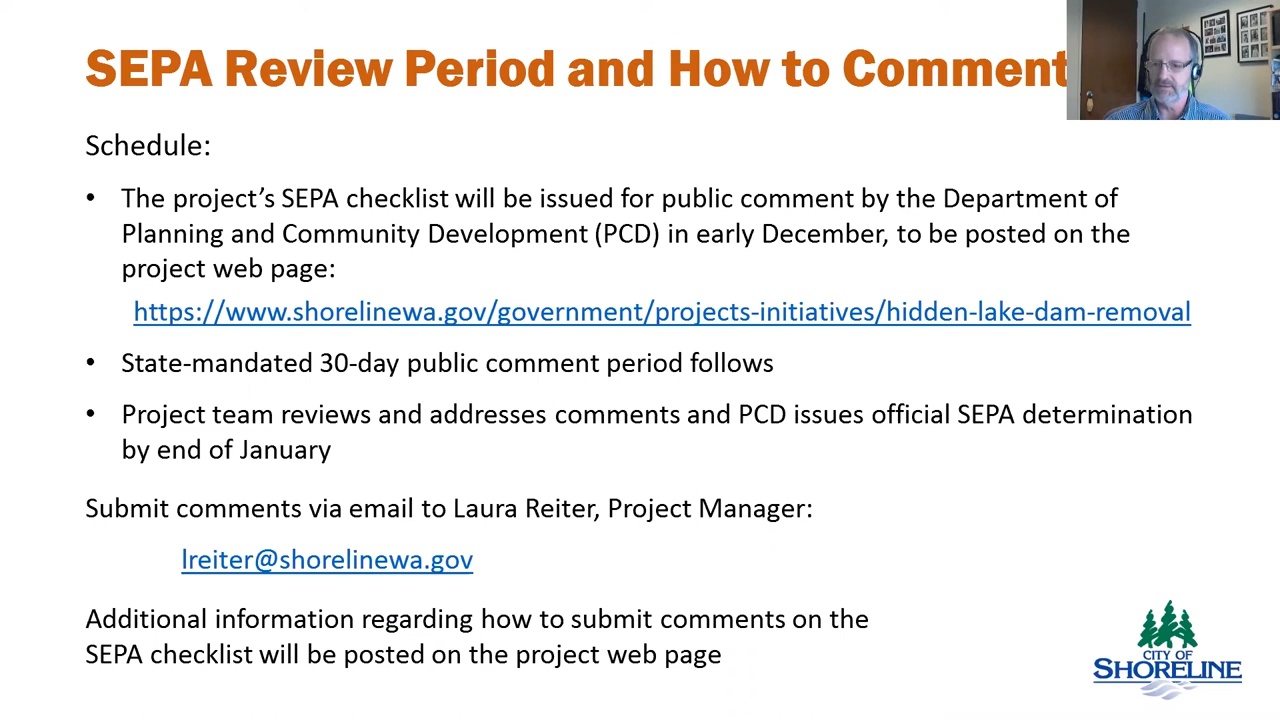 SEPA Review Period and How to Comment
Schedule:
• The project's SEPA checklist will be issued for public comment by the Department of
Planning and Community Development (PCD) in early December, to be posted on the
project web page:
https://www.shorelinewa.gov/government/projects-initiatives/hidden-lake-dam-removal
• State-mandated 30-day public comment period follows
• Project team reviews and addresses comments and PCD issues official SEPA determination
by end of January
Submit comments via email to Laura Reiter, Project Manager:
lreiter@shorelinewa.gov
Additional information regarding how to submit comments on the
SEPA checklist will be posted on the project web page
CITY OF
SHORELINE